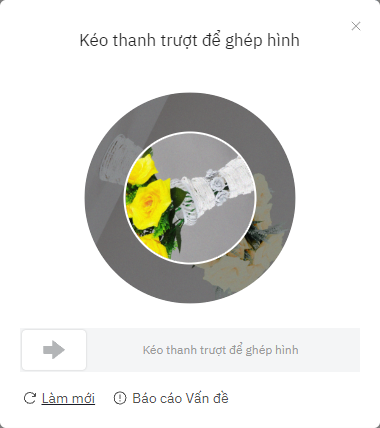 Kéo thanh trượt để ghép hình
Kéo thanh trượt để ghép hình
Làm mới
Báo cáo Vấn đề